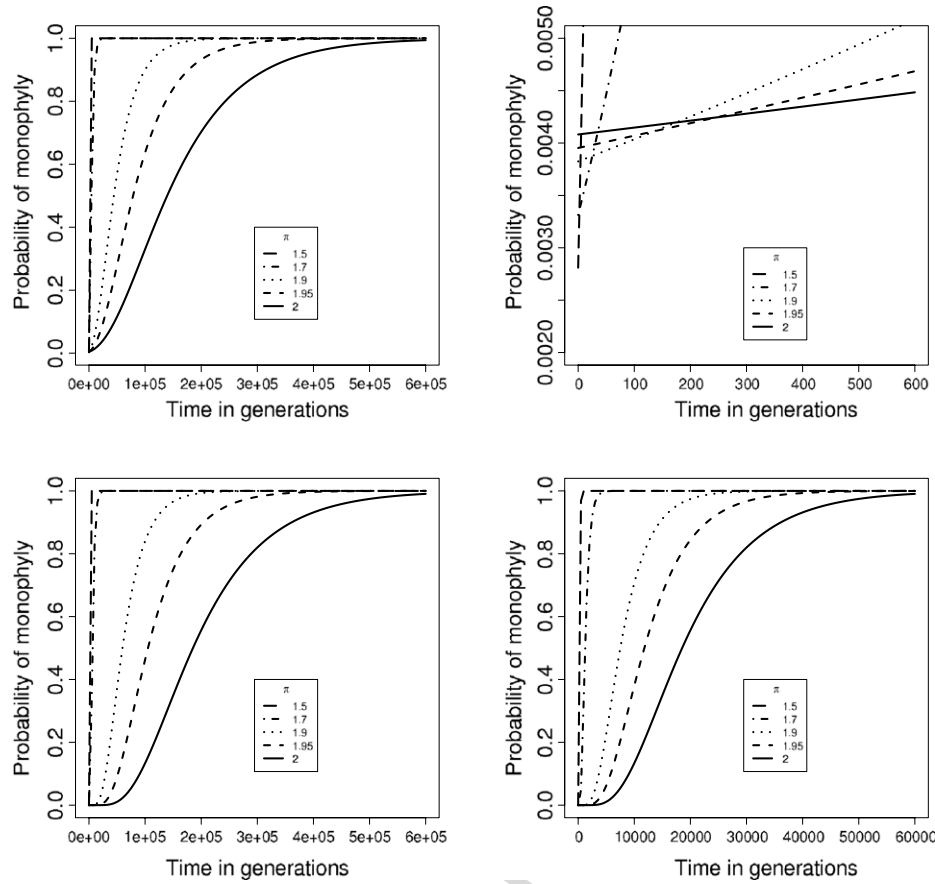 Probability of monophyly
0.0 0.2 0.4 0.6 0.8 1.0
π
1.5
1.7
1.9
1.95
2
0e+00 1e+05 2e+05 3e+05 4e+05 5e+05 6e+05
Time in generations
Probability of monophyly
0.0020 0.0030 0.0040 0.0050
π
1.5
1.7
1.9
1.95
2
0 100 200 300 400 500 600
Time in generations
Probability of monophyly
0.0 0.2 0.4 0.6 0.8 1.0
π
1.5
1.7
1.9
1.95
2
0e+00 1e+05 2e+05 3e+05 4e+05 5e+05 6e+05
Time in generations
Probability of monophyly
0.0 0.2 0.4 0.6 0.8 1.0
π
1.5
1.7
1.9
1.95
2
0 10000 20000 30000 40000 50000 60000
Time in generations